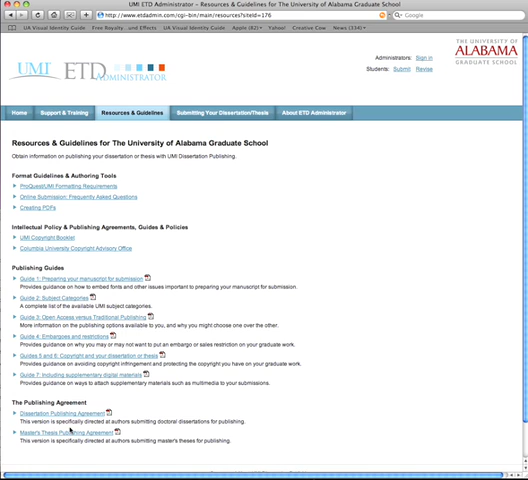 UMI ETD Administrator – Resources & Guidelines for The University of Alabama Graduate School
http://www.etdadmin.com/cgi-bin/main/resources?siteId=176
Google
UA Visual Identity Guide
ETD
UA Visual Identity Guide
Apple (82)
Yahoo!
Creative Cow
News (334)
THE UNIVERSITY OF
ALABAMA
GRADUATE SCHOOL
Administrators: Sign in
Students: Submit Revise
UMI ETD ADMINISTRATOR
Home
Support & Training
Resources & Guidelines
Submitting Your Dissertation/Thesis
About ETD Administrator
Resources & Guidelines for The University of Alabama Graduate School
Obtain information on publishing your dissertation or thesis with UMI Dissertation Publishing.
Format Guidelines & Authoring Tools
ProQuest/UMI Formatting Requirements
Online Submission: Frequently Asked Questions
Creating PDFs
Intellectual Policy & Publishing Agreements, Guides & Policies
UMI Copyright Booklet
Columbia University Copyright Advisory Office
Publishing Guides
Guide 1: Preparing your manuscript for submission
Provides guidance on how to embed fonts and other issues important to preparing your manuscript for submission.
Guide 2: Subject Categories
A complete list of the available UMI subject categories.
Guide 3: Open Access versus Traditional Publishing
More information on the publishing options available to you, and why you might choose one over the other.
Guide 4: Embargoes and restrictions
Provides guidance on why you may or may not want to put an embargo or sales restriction on your graduate work.
Guides 5 and 6: Copyright and your dissertation or thesis
Provides guidance on avoiding copyright infringement and protecting the copyright you have on your graduate work.
Guide 7: Including supplementary digital materials
Provides guidance on ways to attach supplementary materials such as multimedia to your submissions.
The Publishing Agreement
Dissertation Publishing Agreement
This version is specifically directed at authors submitting doctoral dissertations for publishing.
Master's Thesis Publishing Agreement
This version is specifically directed at authors submitting master's theses for publishing.